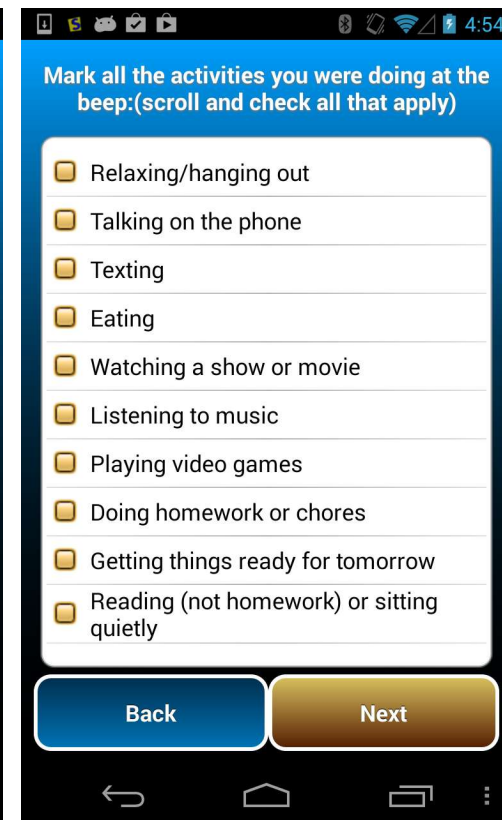 4:54
Mark all the activities you were doing at the
beep:(scroll and check all that apply)
Relaxing/hanging out
Talking on the phone
Texting
Eating
Watching a show or movie
Listening to music
Playing video games
Doing homework or chores
Getting things ready for tomorrow
Reading (not homework) or sitting
quietly
Back Next